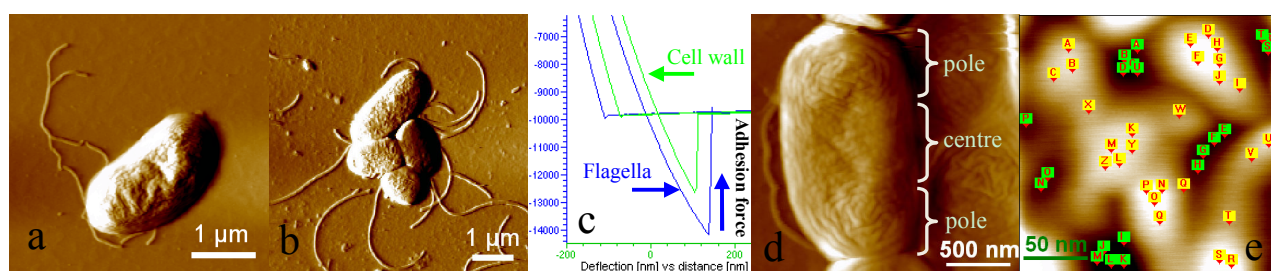 a
1 µm
b
1 µm
-7000
-8000
-9000
-10000
-11000
-12000
-13000
-14000
-200
0
200
Deflection [nm] vs distance [nm]
Cell wall
Flagella
Adhesion force
c
pole
centre
pole
d
500 nm
A
B
C
D
E
H
F
G
J
I
X
W
K
M
Y
Z
L
V
U
P
N
Q
O
Q
T
S
R
A
B
D
U
T
S
P
E
F
G
H
O
N
I
J
M
L
K
50 nm
e